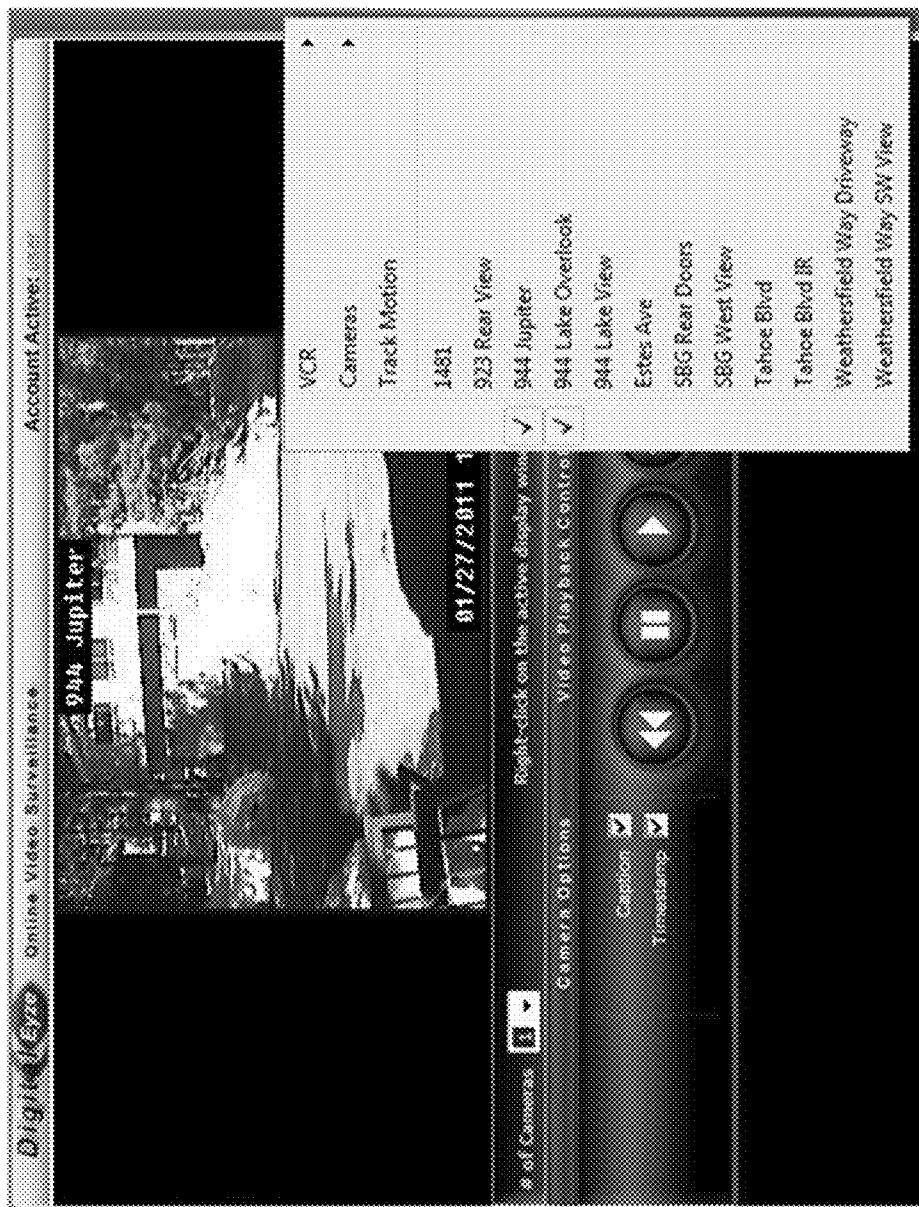 Online Video Surveillance
Account Active:
944 Jupiter
01/27/2011 1
VCR
Cameras
Track Motion
1481
923 Rear View
944 Jupiter
944 Lake Overlook
944 Lake View
Estes Ave
SBG Rear Doors
SBG West View
Tahoe Blvd
Tahoe Blvd IR
Weathersfield Way Driveway
Weathersfield Way SW View
# of Cameras
Right-click on the active display
Camera Options
Video Playback Contro
Caption
Timestamp